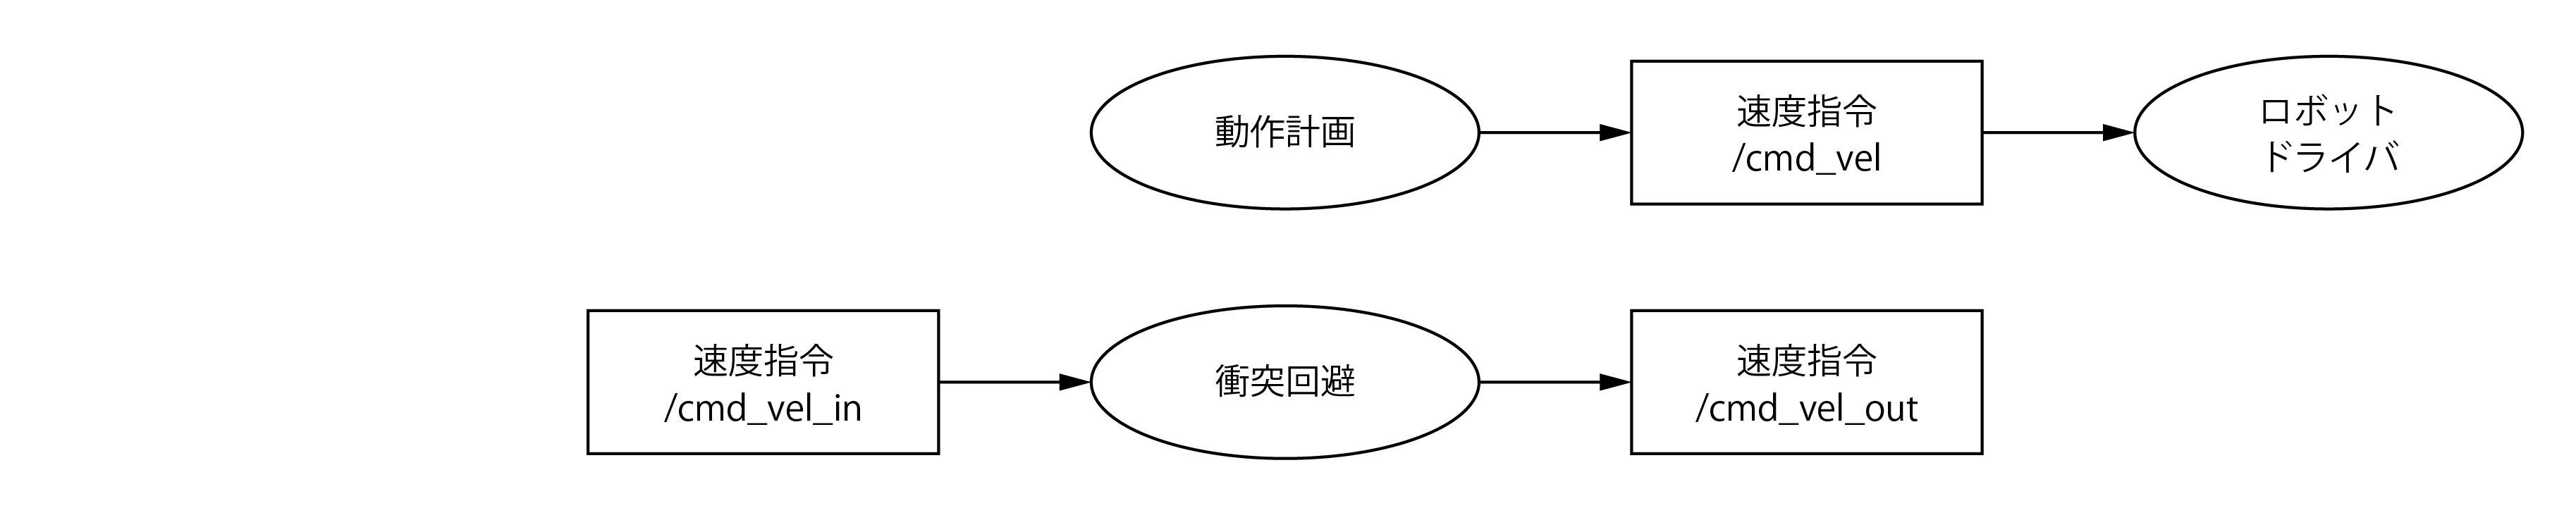 動作計画
速度指令
/cmd_vel
ロボット
ドライバ
速度指令
/cmd_vel_in
衝突回避
速度指令
/cmd_vel_out